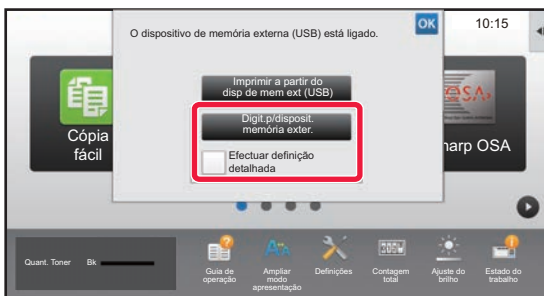 O dispositivo de memória externa (USB) está ligado.
OK
10:15
Imprimir a partir do
disp de mem ext (USB)
Digit.p/disposit.
memória exter.
Efectuar definição
detalhada
Cópia
fácil
OSA
harp OSA
Quant. Toner Bk
Guia de
operação
Ampliar
modo
apresentação
Definições
Contagem
total
Ajuste do
brilho
Estado do
trabalho